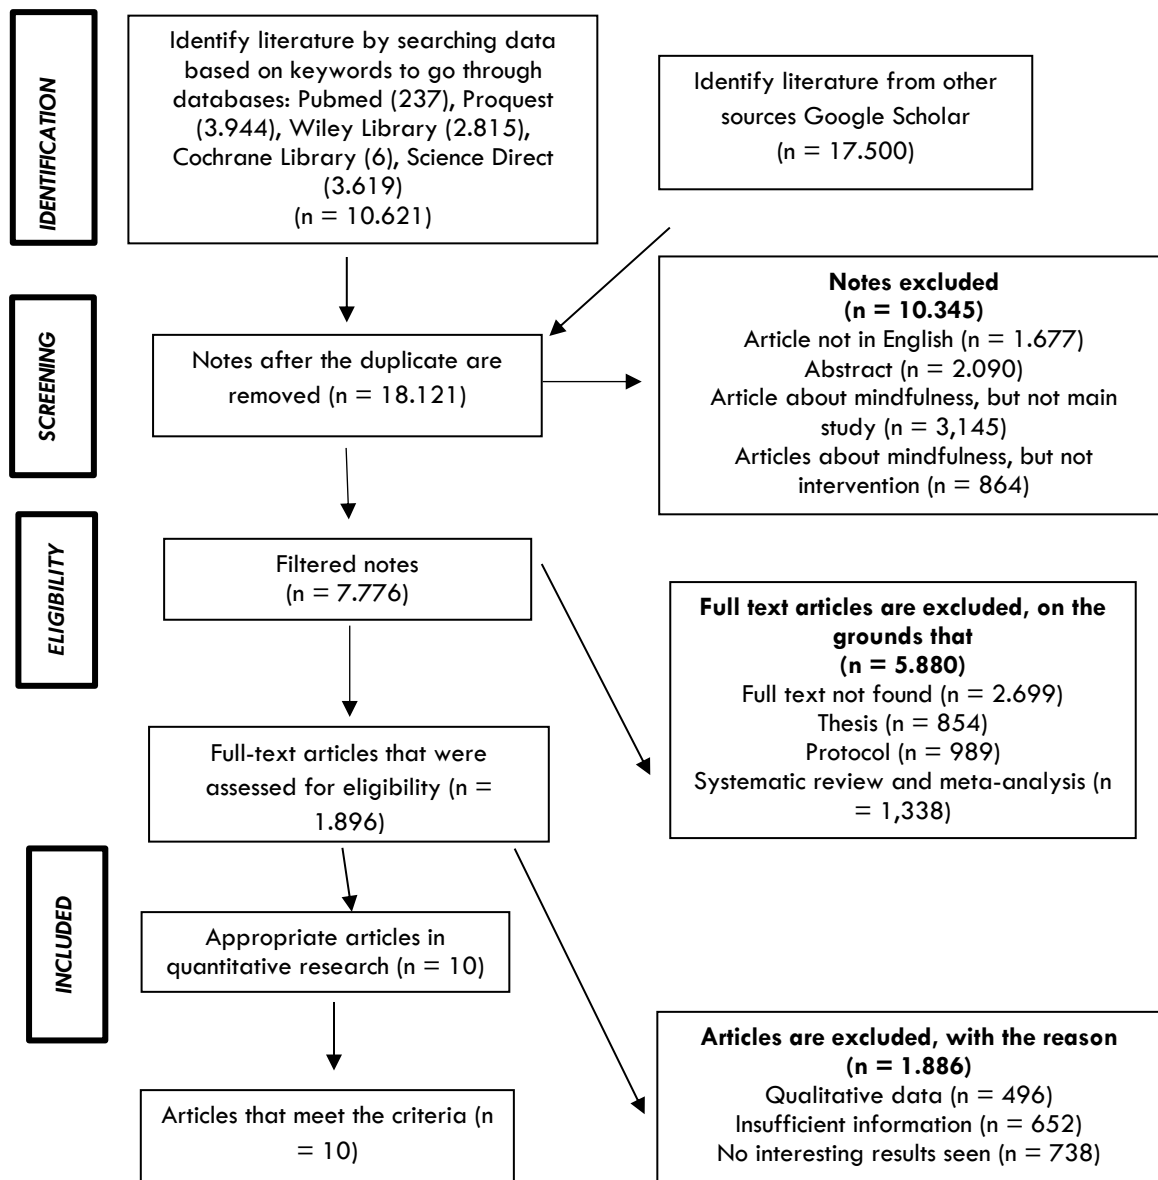 IDENTIFICATION
Identify literature by searching data
based on keywords to go through
databases: Pubmed (237), Proquest
(3.944), Wiley Library (2.815),
Cochrane Library (6), Science Direct
(3.619)
(n = 10.621)
Identify literature from other
sources Google Scholar
(n = 17.500)
SCREENING
Notes after the duplicate are
removed (n = 18.121)
Notes excluded
(n = 10.345)
Article not in English (n = 1.677)
Abstract (n = 2.090)
Article about mindfulness, but not main
study (n = 3,145)
Articles about mindfulness, but not
intervention (n = 864)
ELIGIBILITY
Filtered notes
(n = 7.776)
Full text articles are excluded, on the
grounds that
(n = 5.880)
Full text not found (n = 2.699)
Thesis (n = 854)
Protocol (n = 989)
Systematic review and meta-analysis (n
= 1,338)
Full-text articles that were
assessed for eligibility (n =
1.896)
INCLUDED
Appropriate articles in
quantitative research (n = 10)
Articles are excluded, with the reason
(n = 1.886)
Qualitative data (n = 496)
Insufficient information (n = 652)
No interesting results seen (n = 738)
Articles that meet the criteria (n
= 10)